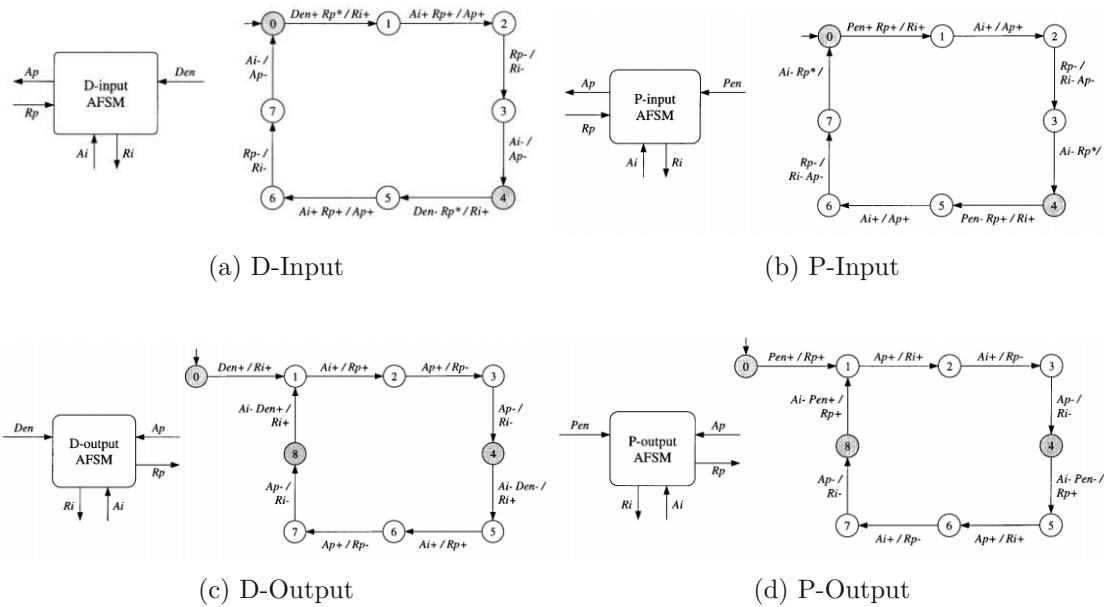 Ap
Rp
D-input
AFSM
Den
Ai
Ri
0
Den+ Rp* / Ri+
1
Ai+ Rp+ / Ap+
2
Rp- /
Ri-
3
Ai- /
Ap-
4
Den- Rp* / Ri+
5
Ai+ Rp+ / Ap+
6
Rp- /
Ri-
7
Ai- /
Ap-
(a) D-Input
Ap
Rp
P-input
AFSM
Pen
Ai
Ri
0
Pen+ Rp+ / Ri+
1
Ai+ / Ap+
2
Rp- /
Ri- Ap-
3
Ai- Rp* /
4
Pen- Rp+ / Ri+
5
Ai+ / Ap+
6
Rp- /
Ri- Ap-
7
Ai- Rp* /
(b) P-Input
Den
D-output
AFSM
Ap
Rp
Ri
Ai
0
Den+ / Ri+
1
Ai+ / Rp+
2
Ap+ / Rp-
3
Ap- /
Ri-
4
Ai- Den- /
Ri+
5
Ai+ / Rp+
6
Ap+ / Rp-
7
Ap- /
Ri-
8
Ai- Den+ /
Ri+
(c) D-Output
Pen
P-output
AFSM
Ap
Rp
Ri
Ai
0
Pen+ / Rp+
1
Ap+ / Ri+
2
Ai+ / Rp-
3
Ap- /
Ri-
4
Ai- Pen- /
Rp+
5
Ap+ / Ri+
6
Ai+ / Rp-
7
Ap- /
Ri-
8
Ai- Pen+ /
Rp+
(d) P-Output